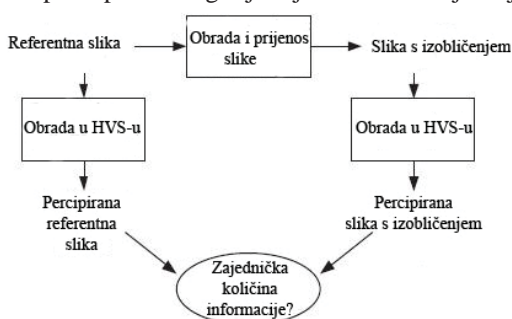 Referentna slika
Obrada i prijenos
slike
Slika s izobličenjem
Obrada u HVS-u
Obrada u HVS-u
Percipirana
referentna
slika
Percipirana
slika s izobličenjem
Zajednička
količina
informacije?